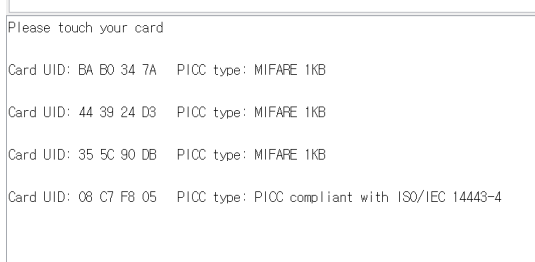 Please touch your card
Card UID: BA B0 34 7A   PICC type: MIFARE 1KB
Card UID: 44 39 24 D3   PICC type: MIFARE 1KB
Card UID: 35 5C 90 DB   PICC type: MIFARE 1KB
Card UID: 08 C7 F8 05   PICC type: PICC compliant with ISO/IEC 14443-4